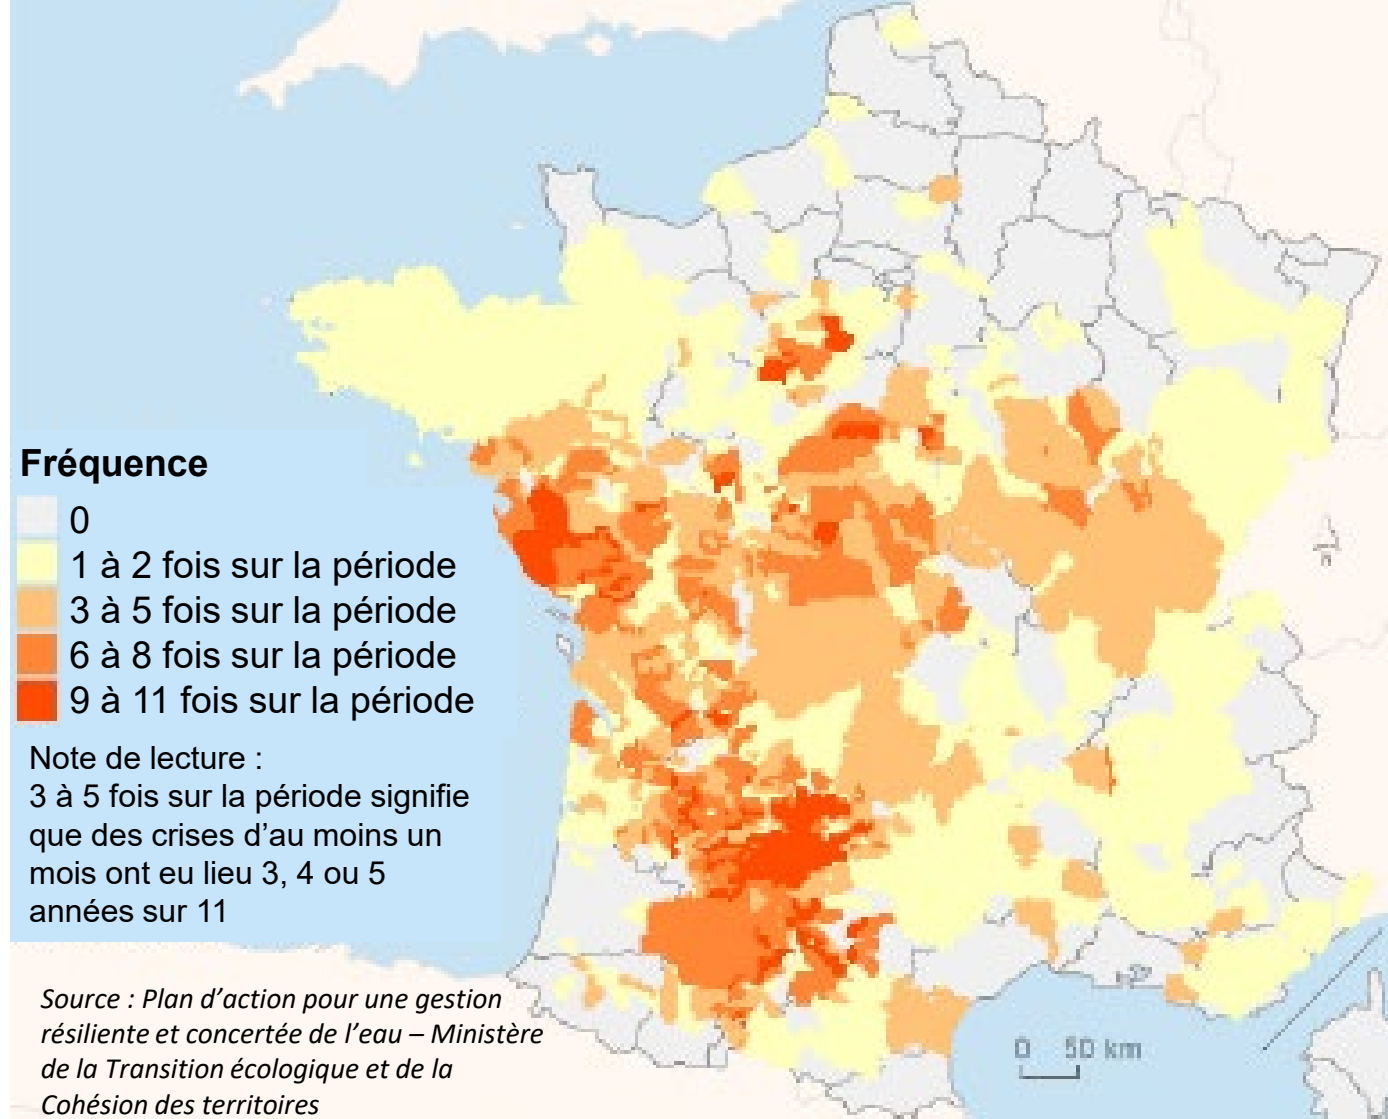 Fréquence
0
1 à 2 fois sur la période
3 à 5 fois sur la période
6 à 8 fois sur la période
9 à 11 fois sur la période
Note de lecture :
3 à 5 fois sur la période signifie
que des crises d’au moins un
mois ont eu lieu 3, 4 ou 5
années sur 11
Source : Plan d’action pour une gestion
résiliente et concertée de l’eau – Ministère
de la Transition écologique et de la
Cohésion des territoires
0 50 km